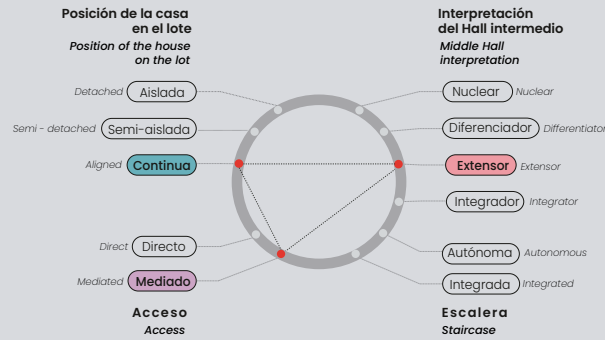 Posición de la casa
en el lote
Position of the house
on the lot
Detached Aislada
Semi - detached Semi-aislada
Aligned Continua
Direct Directo
Mediated Mediado
Acceso
Access
Interpretación
del Hall intermedio
Middle Hall
interpretation
Nuclear Nuclear
Diferenciador Differentiator
Extensor Extensor
Integrador Integrator
Autónoma Autonomous
Integrada Integrated
Escalera
Staircase